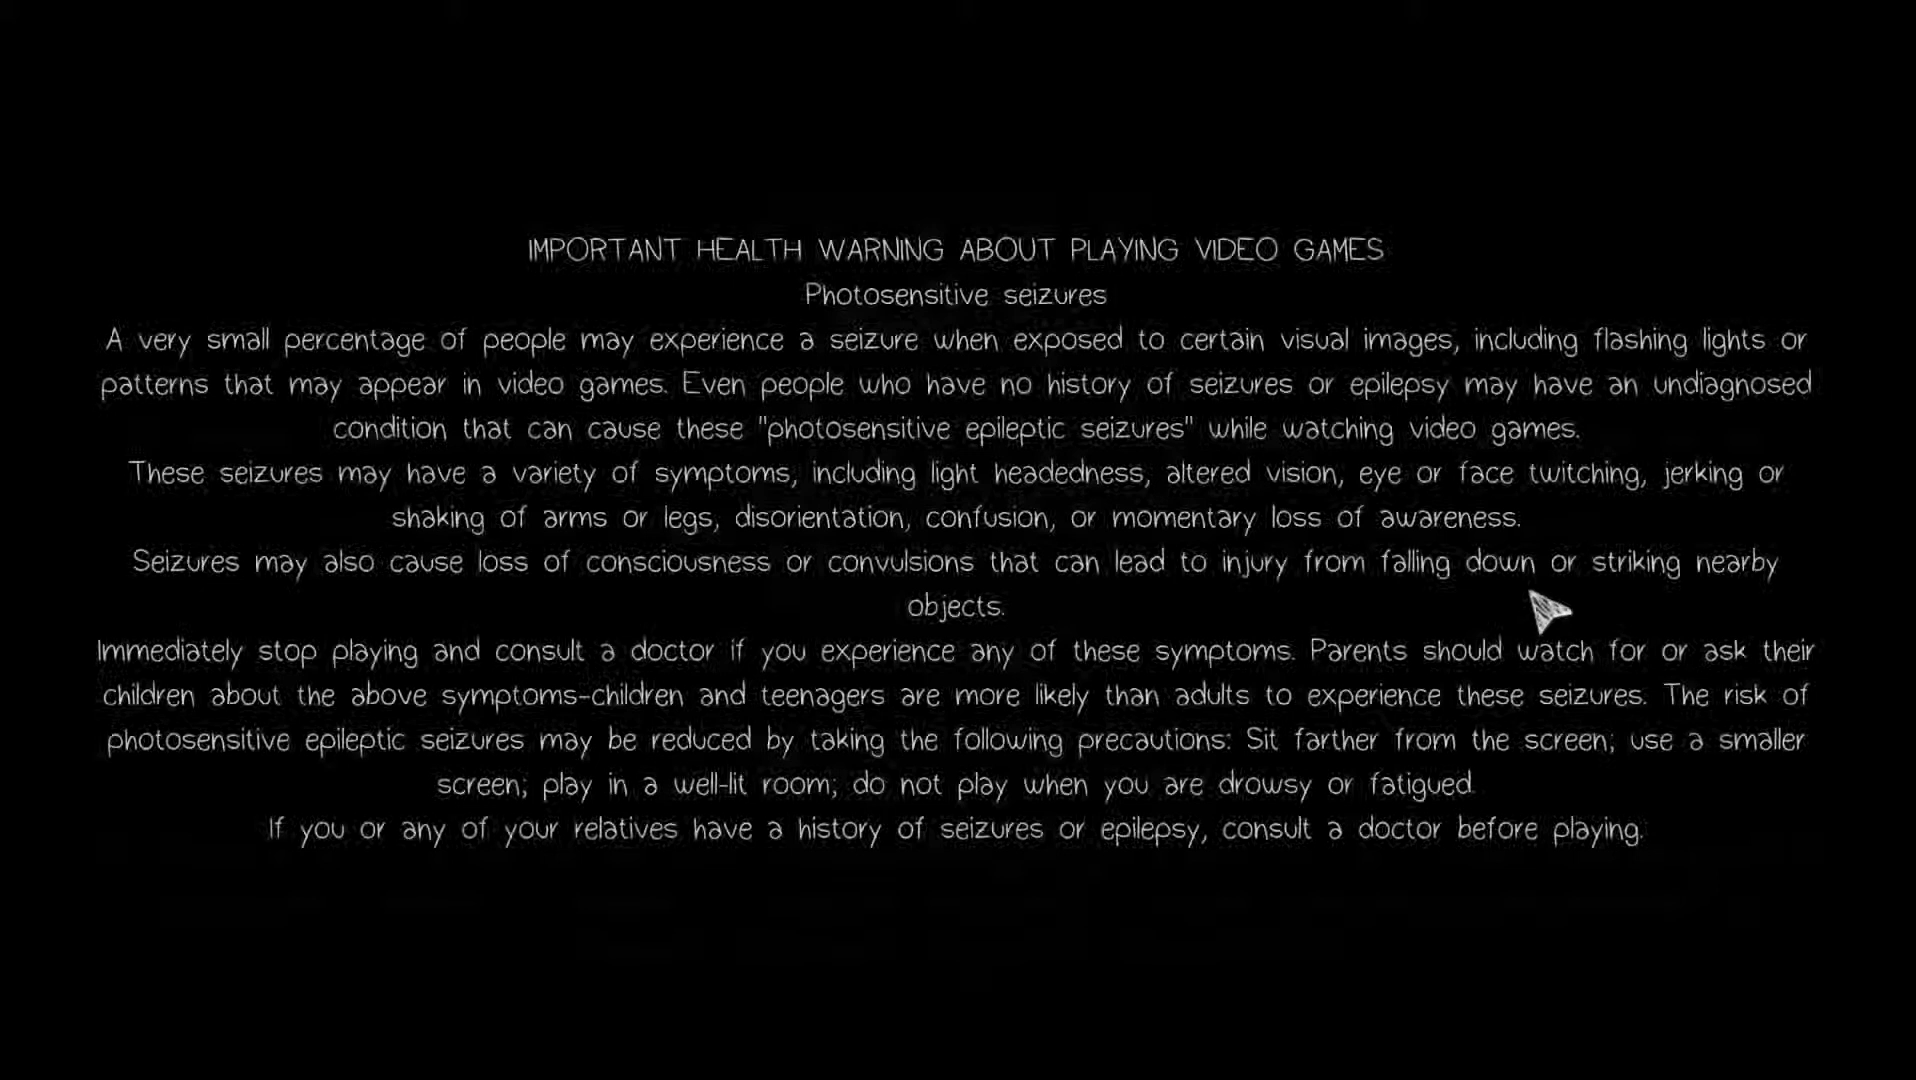 IMPORTANT HEALTH WARNING ABOUT PLAYING VIDEO GAMES
Photosensitive seizures
A very small percentage of people may experience a seizure when exposed to certain visual images, including flashing lights or
patterns that may appear in video games. Even people who have no history of seizures or epilepsy may have an undiagnosed
condition that can cause these "photosensitive epileptic seizures" while watching video games.
These seizures may have a variety of symptoms, including light headedness, altered vision, eye or face twitching, jerking or
shaking of arms or legs, disorientation, confusion, or momentary loss of awareness.
Seizures may also cause loss of consciousness or convulsions that can lead to injury from falling down or striking nearby
objects.
Immediately stop playing and consult a doctor if you experience any of these symptoms. Parents should watch for or ask their
children about the above symptoms-children and teenagers are more likely than adults to experience these seizures. The risk of
photosensitive epileptic seizures may be reduced by taking the following precautions: Sit farther from the screen; use a smaller
screen; play in a well-lit room; do not play when you are drowsy or fatigued.
If you or any of your relatives have a history of seizures or epilepsy, consult a doctor before playing.